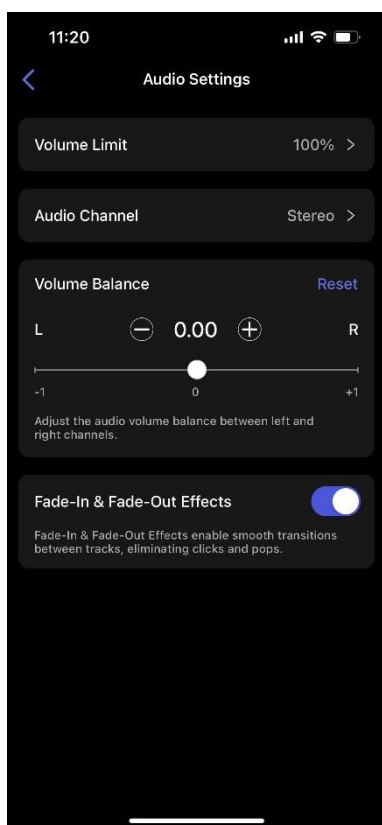 11:20
Audio Settings
Volume Limit 100% >
Audio Channel Stereo >
Volume Balance Reset
L 0.00 R
-1 0 +1
Adjust the audio volume balance between left and
right channels.
Fade-In & Fade-Out Effects
Fade-In & Fade-Out Effects enable smooth transitions
between tracks, eliminating clicks and pops.